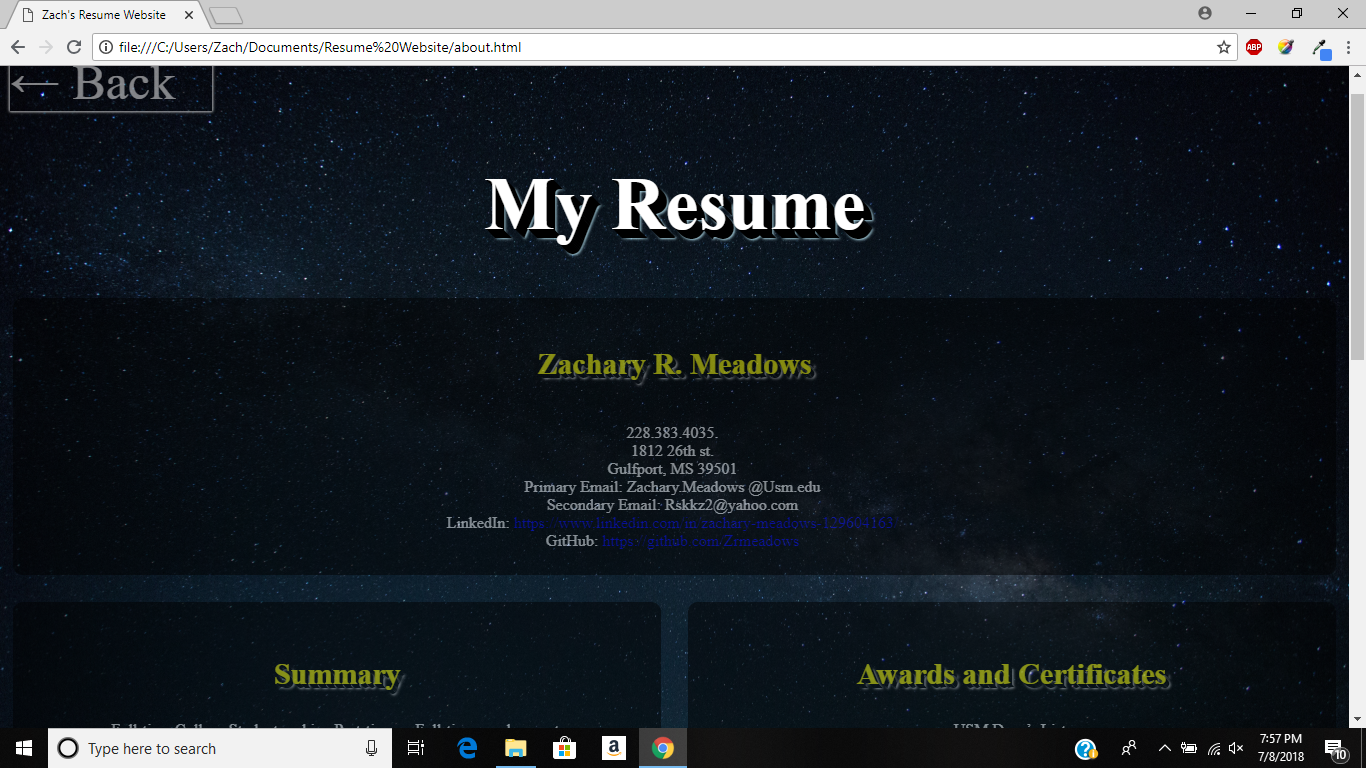 Zach's Resume Website
file:///C:/Users/Zach/Documents/Resume%20Website/about.html
ABP
← Back
My Resume
Zachary R. Meadows
228.383.4035.
1812 26th st.
Gulfport, MS 39501
Primary Email: Zachary.Meadows @Usm.edu
Secondary Email: Rskkz2@yahoo.com
LinkedIn: https://www.linkedin.com/in/zachary-meadows-129604163/
GitHub: https://github.com/Zrmeadows
Summary
Awards and Certificates
Type here to search
7:57 PM
7/8/2018
10